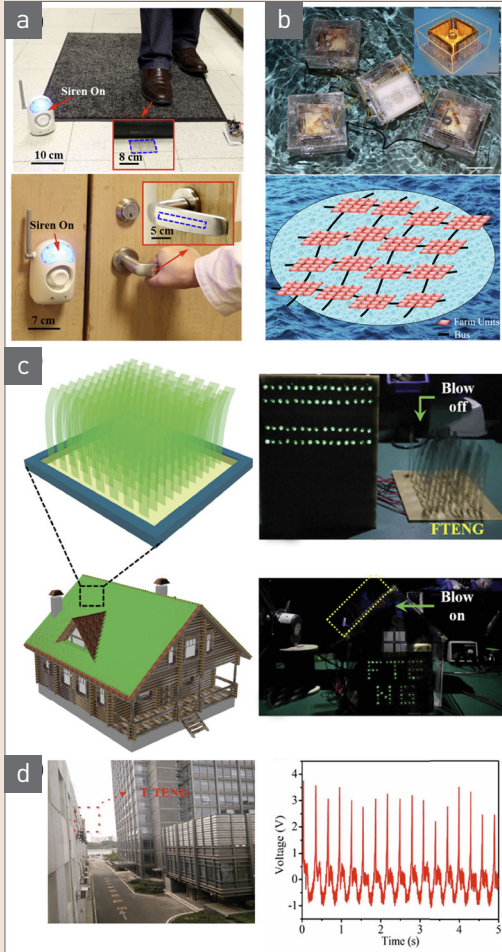 a
Siren On
10 cm
8 cm
Siren On
5 cm
7 cm
b
Farm Units
Bus
c
Blow
off
FTENG
Blow
on
d
T TENG
Voltage (V)
4
3
2
1
0
-1
0 1 2 3 4 5
Time (s)